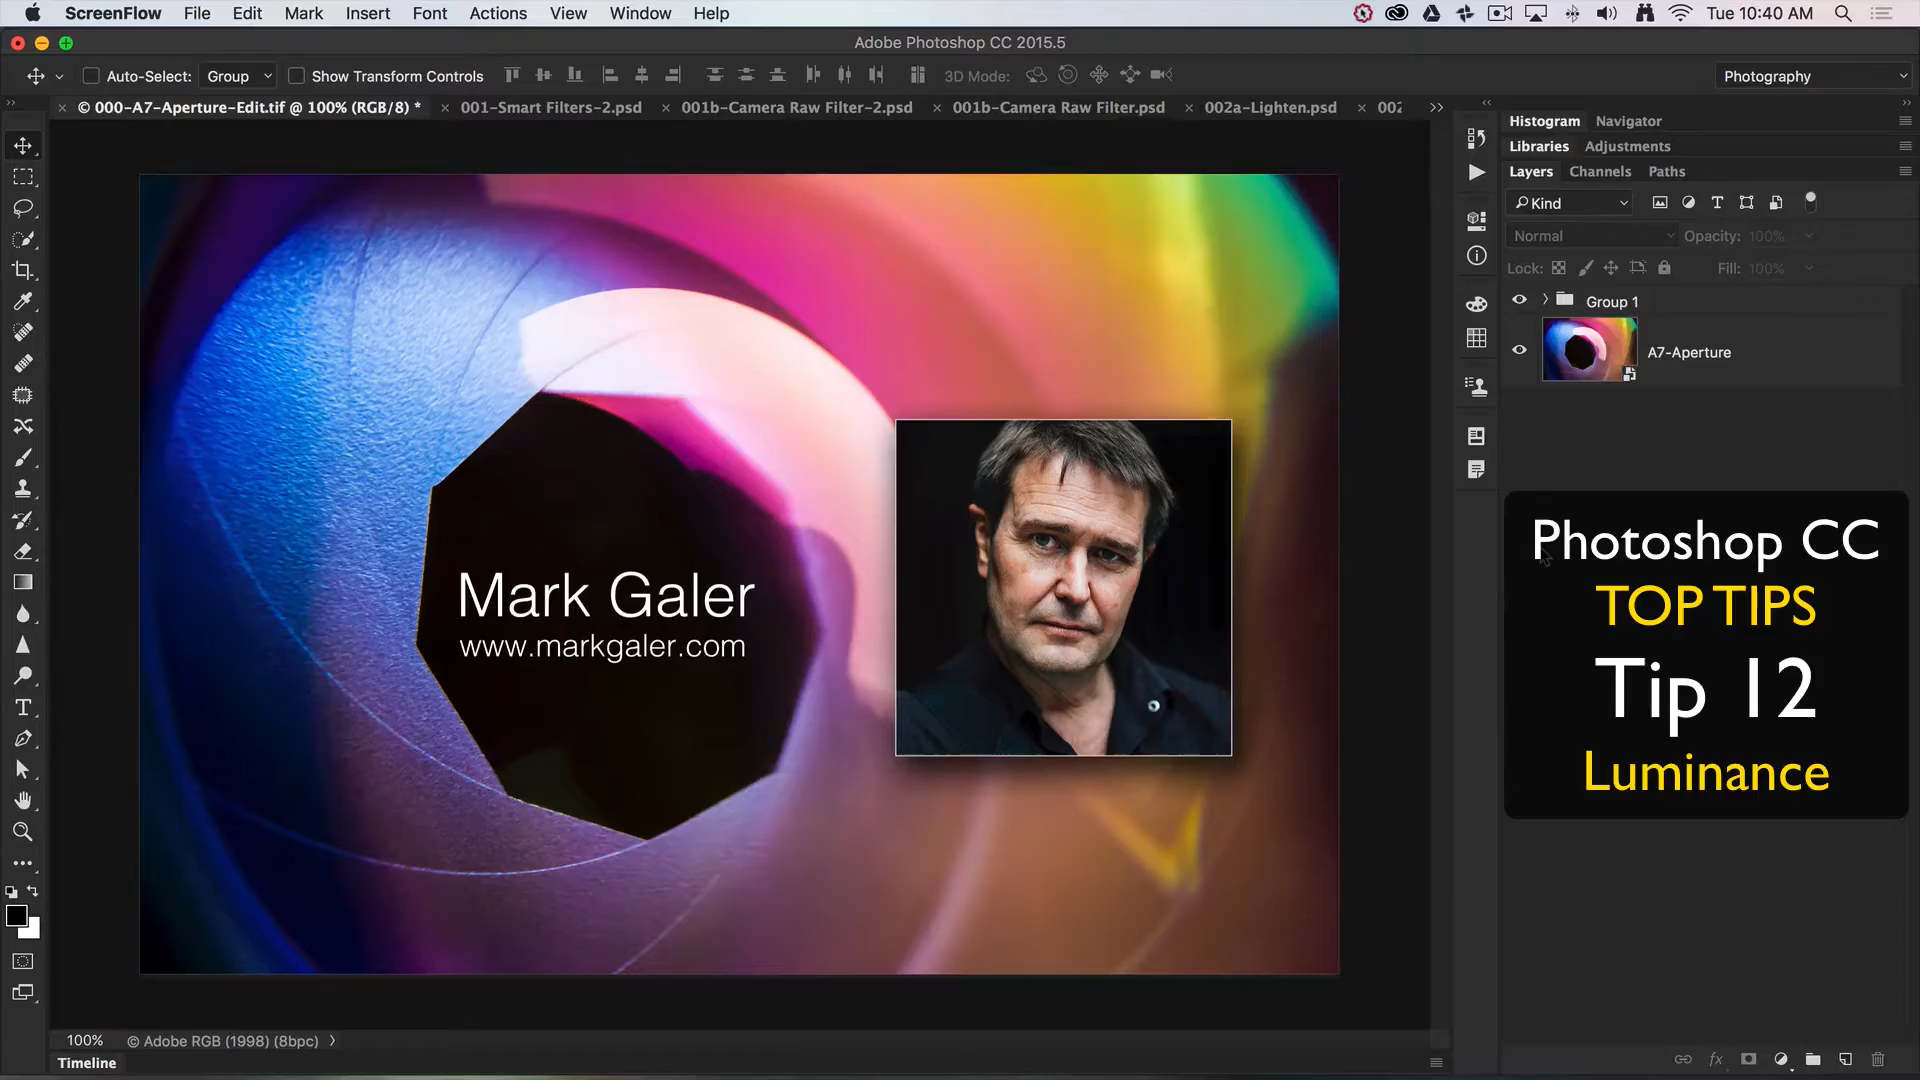 ScreenFlow File Edit Mark Insert Font Actions View Window Help Tue 10:40 AM
Adobe Photoshop CC 2015.5
Auto-Select: Group Show Transform Controls 3D Mode: Photography
© 000-A7-Aperture-Edit.tif @ 100% (RGB/8) * 001-Smart Filters-2.psd 001b-Camera Raw Filter-2.psd 001b-Camera Raw Filter.psd 002a-Lighten.psd 002
Histogram Navigator
Libraries Adjustments
Layers Channels Paths
Kind
Normal Opacity: 100%
Lock: Fill: 100%
Group 1
A7-Aperture
Mark Galer
www.markgaler.com
Photoshop CC
TOP TIPS
Tip 12
Luminance
100% © Adobe RGB (1998) (8bpc)
Timeline
fx